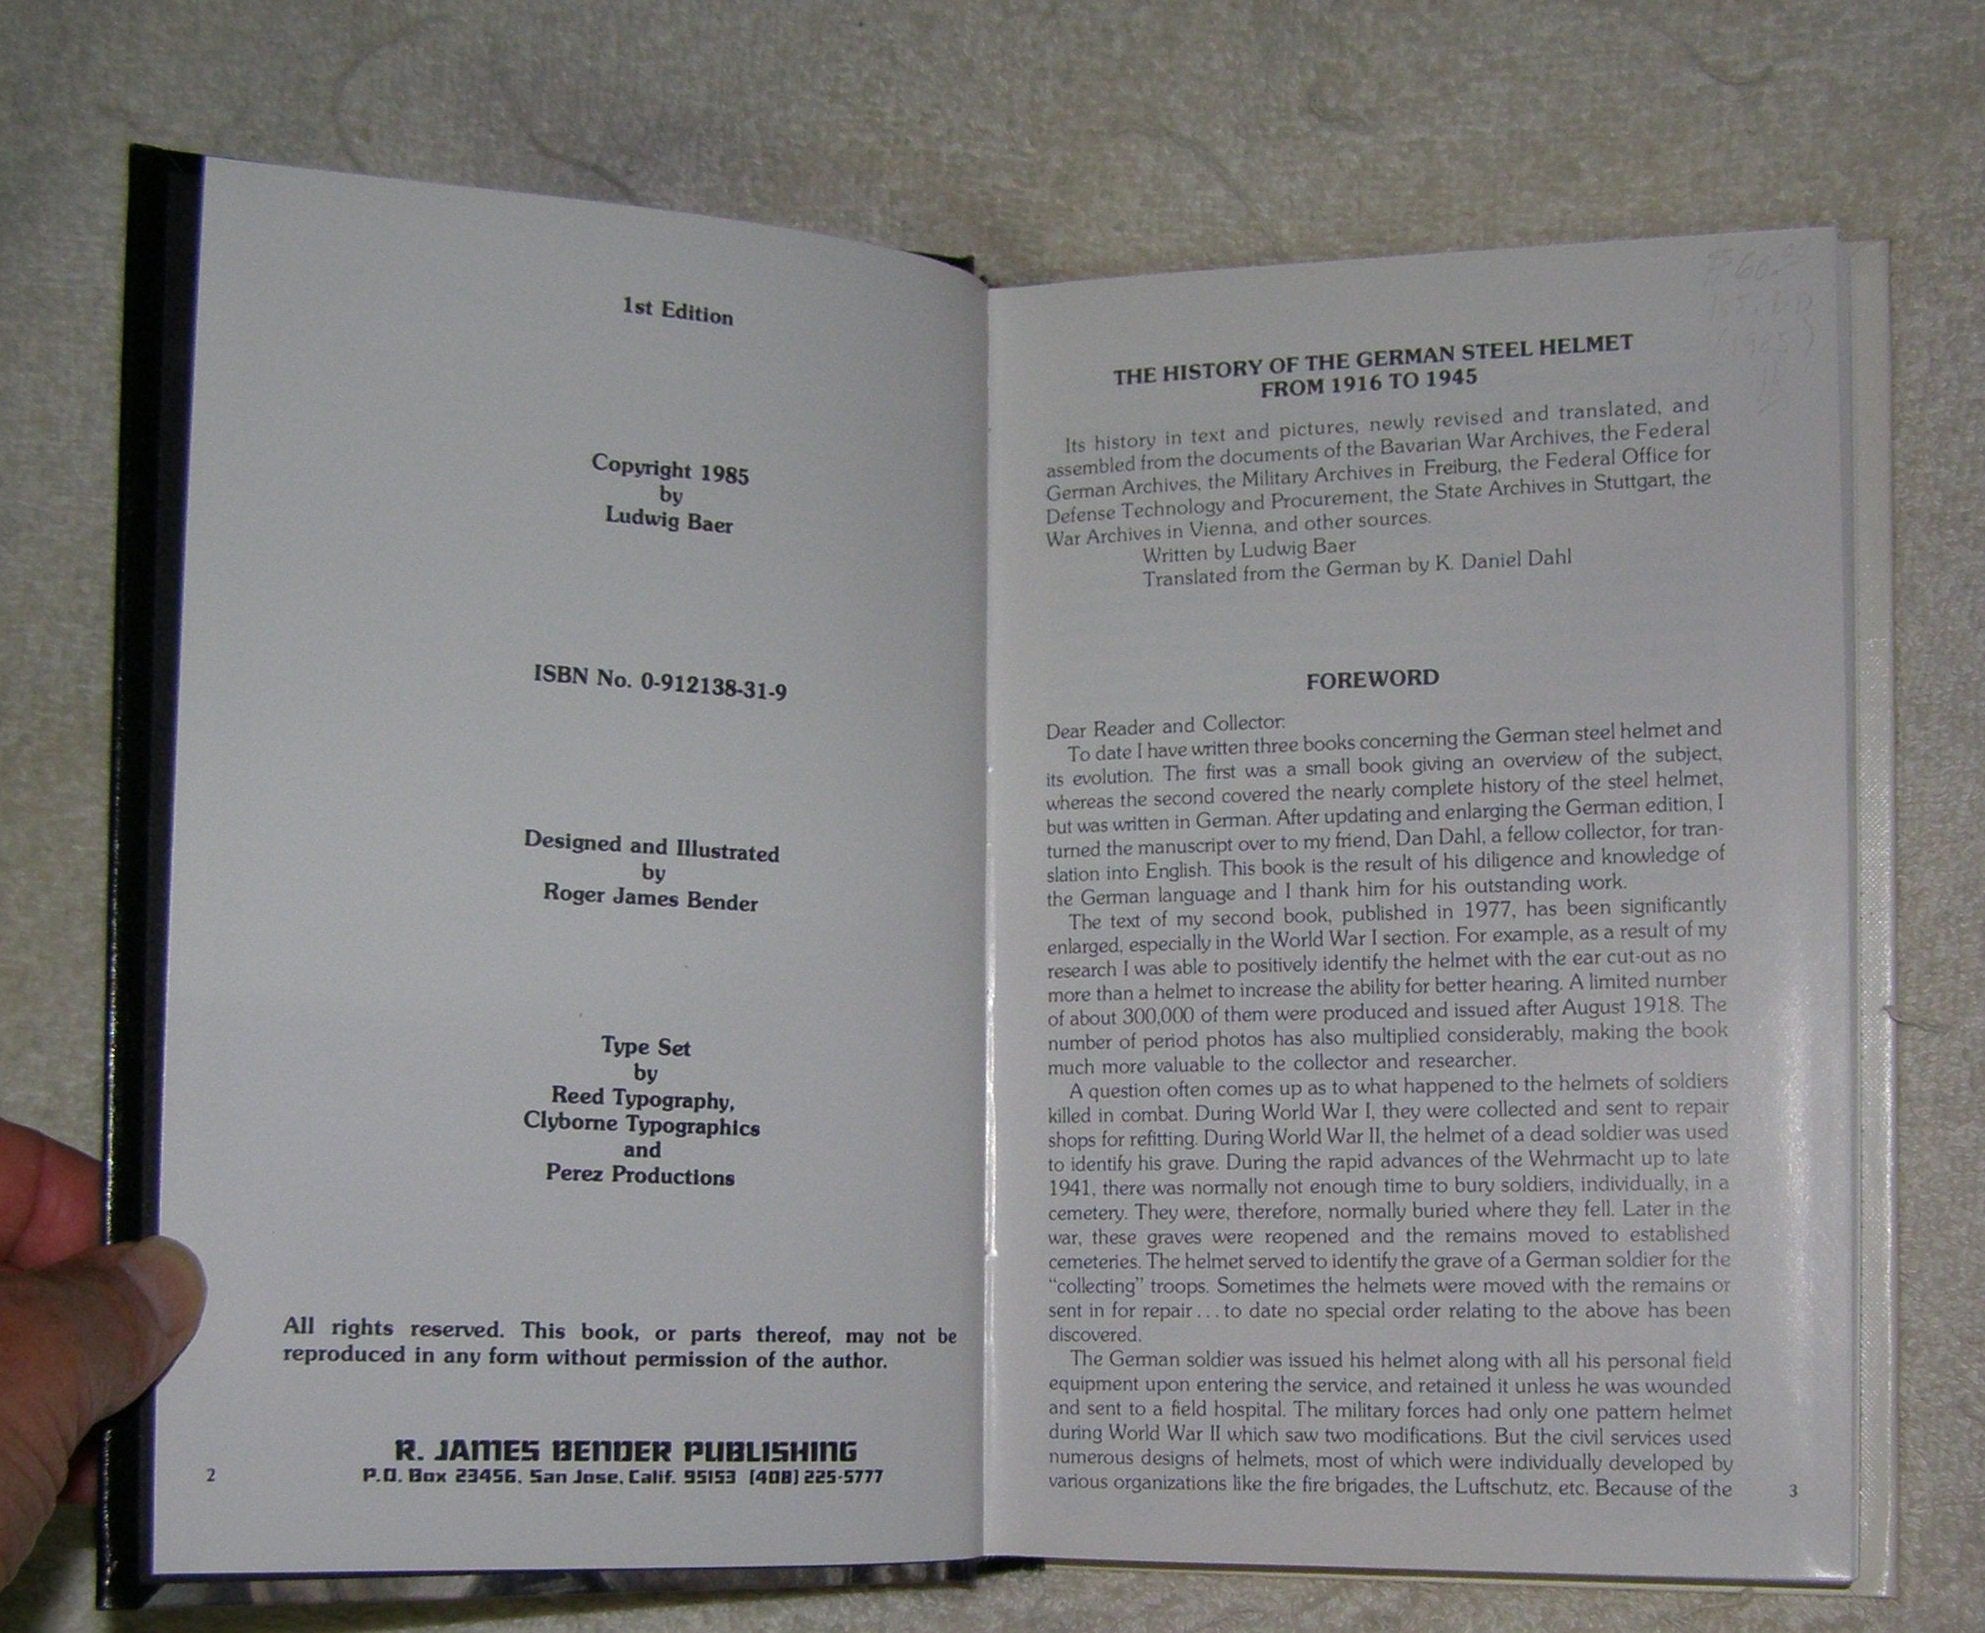 1st Edition
Copyright 1985
by
Ludwig Baer
ISBN No. 0-912138-31-9
Designed and Illustrated
by
Roger James Bender
Type Set
by
Reed Typography,
Clyborne Typographics
and
Perez Productions
All rights reserved. This book, or parts thereof, may not be
reproduced in any form without permission of the author.
R. JAMES BENDER PUBLISHING
P.O. Box 23456, San Jose, Calif. 95153 (408) 225-5777
2
THE HISTORY OF THE GERMAN STEEL HELMET
FROM 1916 TO 1945
Its history in text and pictures, newly revised and translated, and
assembled from the documents of the Bavarian War Archives, the Federal
German Archives, the Military Archives in Freiburg, the Federal Office for
Defense Technology and Procurement, the State Archives in Stuttgart, the
War Archives in Vienna, and other sources.
Written by Ludwig Baer
Translated from the German by K. Daniel Dahl
FOREWORD
Dear Reader and Collector:
To date I have written three books concerning the German steel helmet and
its evolution. The first was a small book giving an overview of the subject,
whereas the second covered the nearly complete history of the steel helmet,
but was written in German. After updating and enlarging the German edition, I
turned the manuscript over to my friend, Dan Dahl, a fellow collector, for tran-
slation into English. This book is the result of his diligence and knowledge of
the German language and I thank him for his outstanding work.
The text of my second book, published in 1977, has been significantly
enlarged, especially in the World War I section. For example, as a result of my
research I was able to positively identify the helmet with the ear cut-out as no
more than a helmet to increase the ability for better hearing. A limited number
of about 300,000 of them were produced and issued after August 1918. The
number of period photos has also multiplied considerably, making the book
much more valuable to the collector and researcher.
A question often comes up as to what happened to the helmets of soldiers
killed in combat. During World War I, they were collected and sent to repair
shops for refitting. During World War II, the helmet of a dead soldier was used
to identify his grave. During the rapid advances of the Wehrmacht up to late
1941, there was normally not enough time to bury soldiers, individually, in a
cemetery. They were, therefore, normally buried where they fell. Later in the
war, these graves were reopened and the remains moved to established
cemeteries. The helmet served to identify the grave of a German soldier for the
"collecting" troops. Sometimes the helmets were moved with the remains or
sent in for repair . . . to date no special order relating to the above has been
discovered.
The German soldier was issued his helmet along with all his personal field
equipment upon entering the service, and retained it unless he was wounded
and sent to a field hospital. The military forces had only one pattern helmet
during World War II which saw two modifications. But the civil services used
numerous designs of helmets, most of which were individually developed by
various organizations like the fire brigades, the Luftschutz, etc. Because of the
3